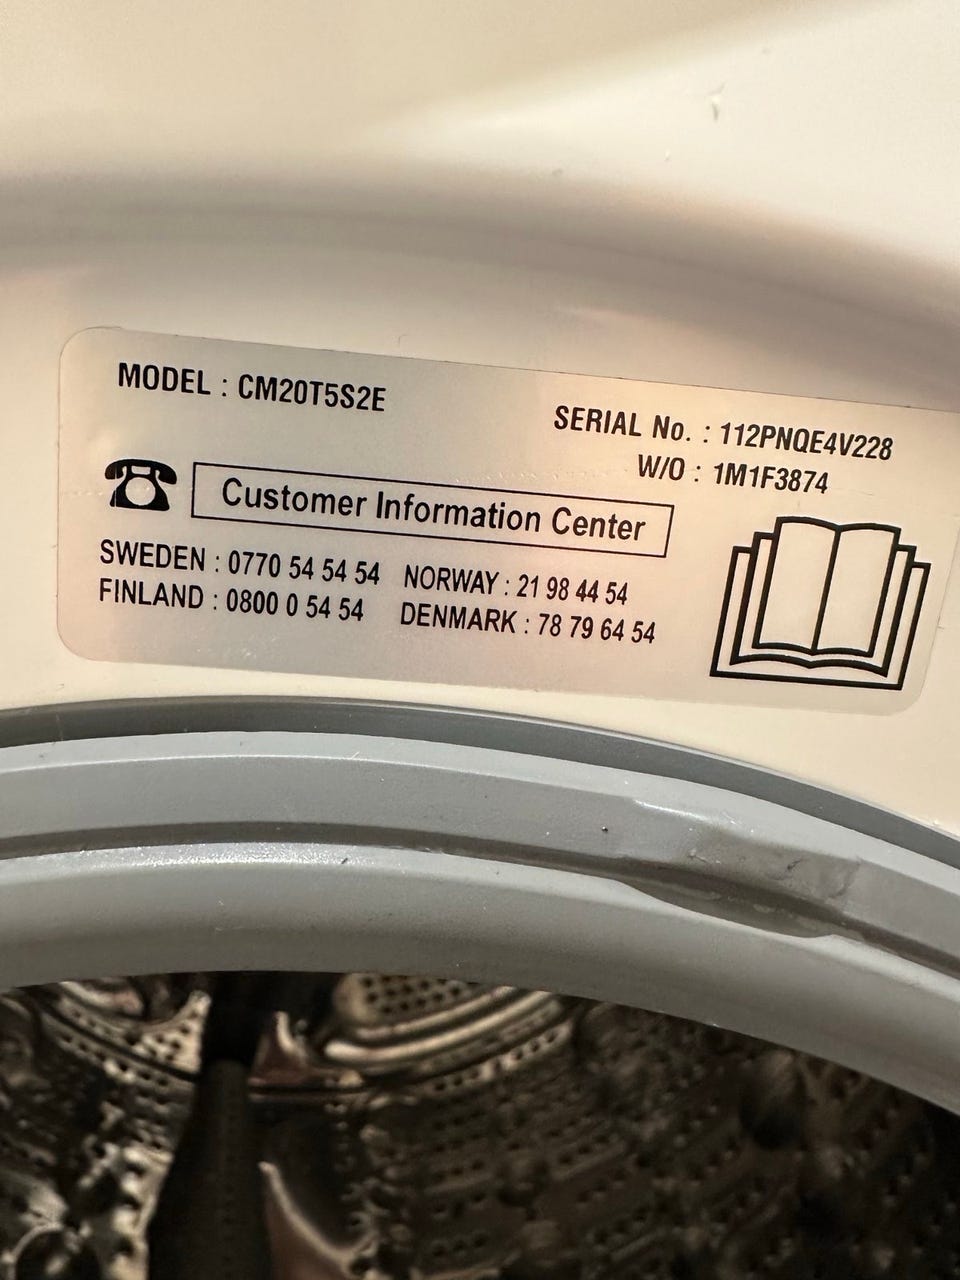 MODEL : CM20T5S2E
SERIAL No. : 112PNQE4V228
W/O : 1M1F3874
Customer Information Center
SWEDEN : 0770 54 54 54 NORWAY : 21 98 44 54
FINLAND : 0800 0 54 54 DENMARK : 78 79 64 54